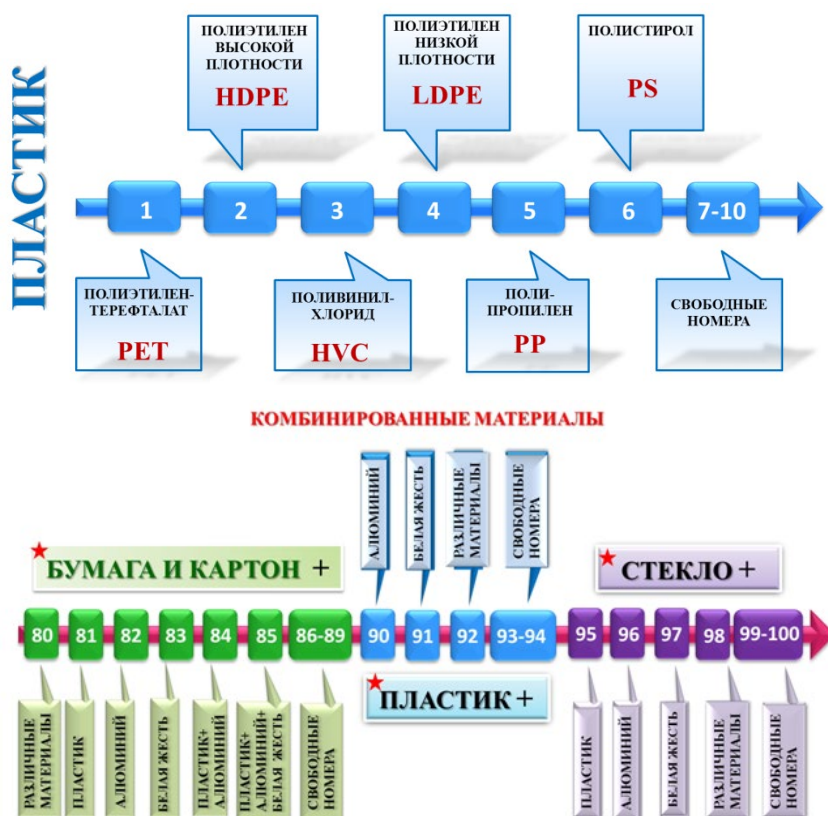 ПЛАСТИК
ПОЛИЭТИЛЕН
ВЫСОКОЙ
ПЛОТНОСТИ
HDPE
ПОЛИЭТИЛЕН
НИЗКОЙ
ПЛОТНОСТИ
LDPE
ПОЛИСТИРОЛ
PS
1 2 3 4 5 6 7-10
ПОЛИЭТИЛЕН-
ТЕРЕФТАЛАТ
PET
ПОЛИВИНИЛ-
ХЛОРИД
HVC
ПОЛИ-
ПРОПИЛЕН
PP
СВОБОДНЫЕ
НОМЕРА
КОМБИНИРОВАННЫЕ МАТЕРИАЛЫ
АЛЮМИНИЙ
БЕЛАЯ ЖЕСТЬ
РАЗЛИЧНЫЕ
МАТЕРИАЛЫ
СВОБОДНЫЕ
НОМЕРА
БУМАГА И КАРТОН +
СТЕКЛО +
80 81 82 83 84 85 86-89 90 91 92 93-94 95 96 97 98 99-100
ПЛАСТИК +
РАЗЛИЧНЫЕ
МАТЕРИАЛЫ
ПЛАСТИК
АЛЮМИНИЙ
БЕЛАЯ ЖЕСТЬ
ПЛАСТИК+
АЛЮМИНИЙ
ПЛАСТИК+
АЛЮМИНИЙ+
БЕЛАЯ ЖЕСТЬ
СВОБОДНЫЕ
НОМЕРА
ПЛАСТИК
АЛЮМИНИЙ
БЕЛАЯ ЖЕСТЬ
РАЗЛИЧНЫЕ
МАТЕРИАЛЫ
СВОБОДНЫЕ
НОМЕРА